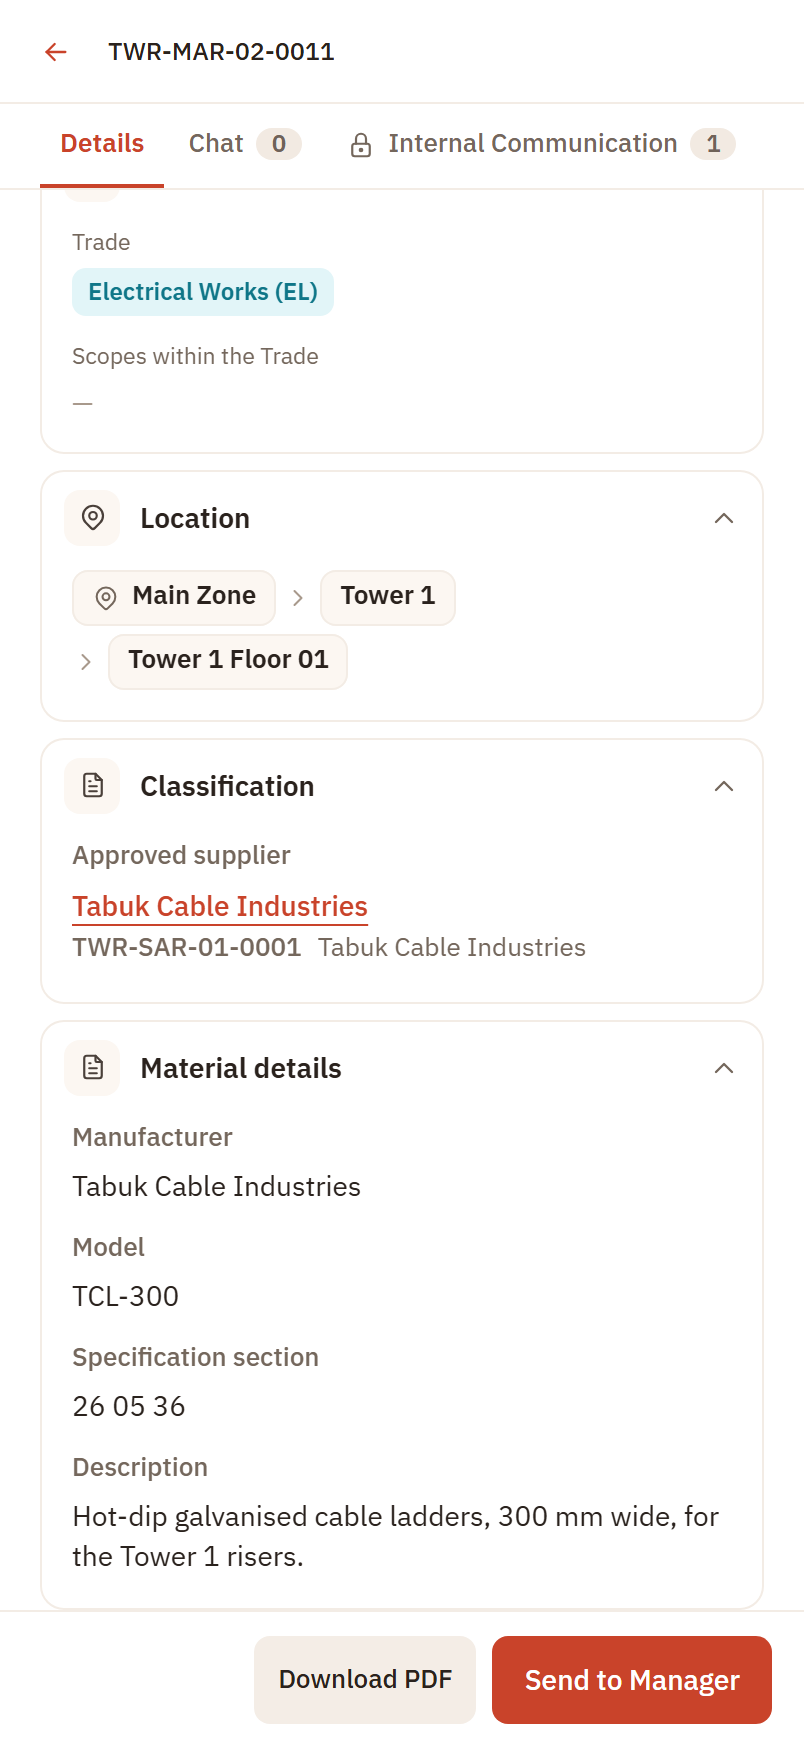 TWR-MAR-02-0011
Details
Chat 0
Internal Communication 1
Trade
Electrical Works (EL)
Scopes within the Trade
—
Location
Main Zone
Tower 1
Tower 1 Floor 01
Classification
Approved supplier
Tabuk Cable Industries
TWR-SAR-01-0001 Tabuk Cable Industries
Material details
Manufacturer
Tabuk Cable Industries
Model
TCL-300
Specification section
26 05 36
Description
Hot-dip galvanised cable ladders, 300 mm wide, for
the Tower 1 risers.
Download PDF
Send to Manager